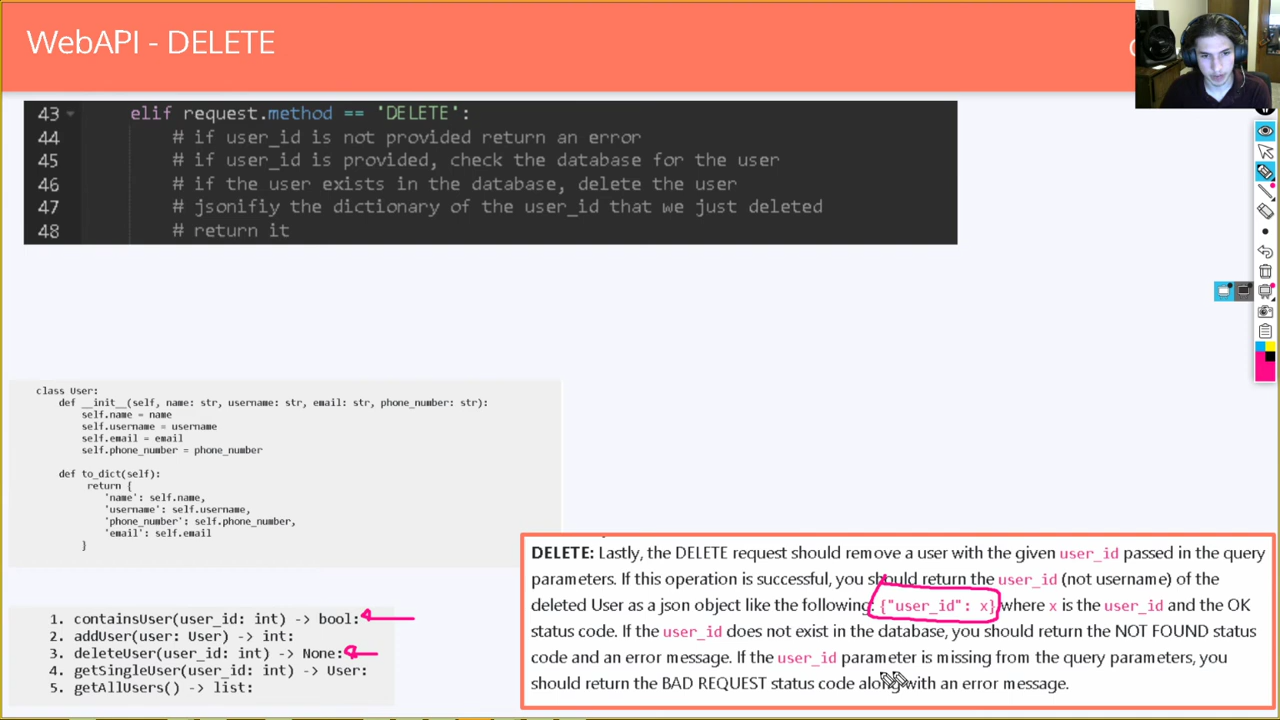 WebAPI - DELETE
43 elif request.method == 'DELETE':
44 # if user_id is not provided return an error
45 # if user_id is provided, check the database for the user
46 # if the user exists in the database, delete the user
47 # jsonifiy the dictionary of the user_id that we just deleted
48 # return it
class User:
def __init__(self, name: str, username: str, email: str, phone_number: str):
self.name = name
self.username = username
self.email = email
self.phone_number = phone_number
def to_dict(self):
return {
'name': self.name,
'username': self.username,
'phone_number': self.phone_number,
'email': self.email
}
1. containsUser(user_id: int) -> bool:
2. addUser(user: User) -> int:
3. deleteUser(user_id: int) -> None:
4. getSingleUser(user_id: int) -> User:
5. getAllUsers() -> list:
DELETE: Lastly, the DELETE request should remove a user with the given user_id passed in the query
parameters. If this operation is successful, you should return the user_id (not username) of the
deleted User as a json object like the following: {"user_id": x} where x is the user_id and the OK
status code. If the user_id does not exist in the database, you should return the NOT FOUND status
code and an error message. If the user_id parameter is missing from the query parameters, you
should return the BAD REQUEST status code along with an error message.